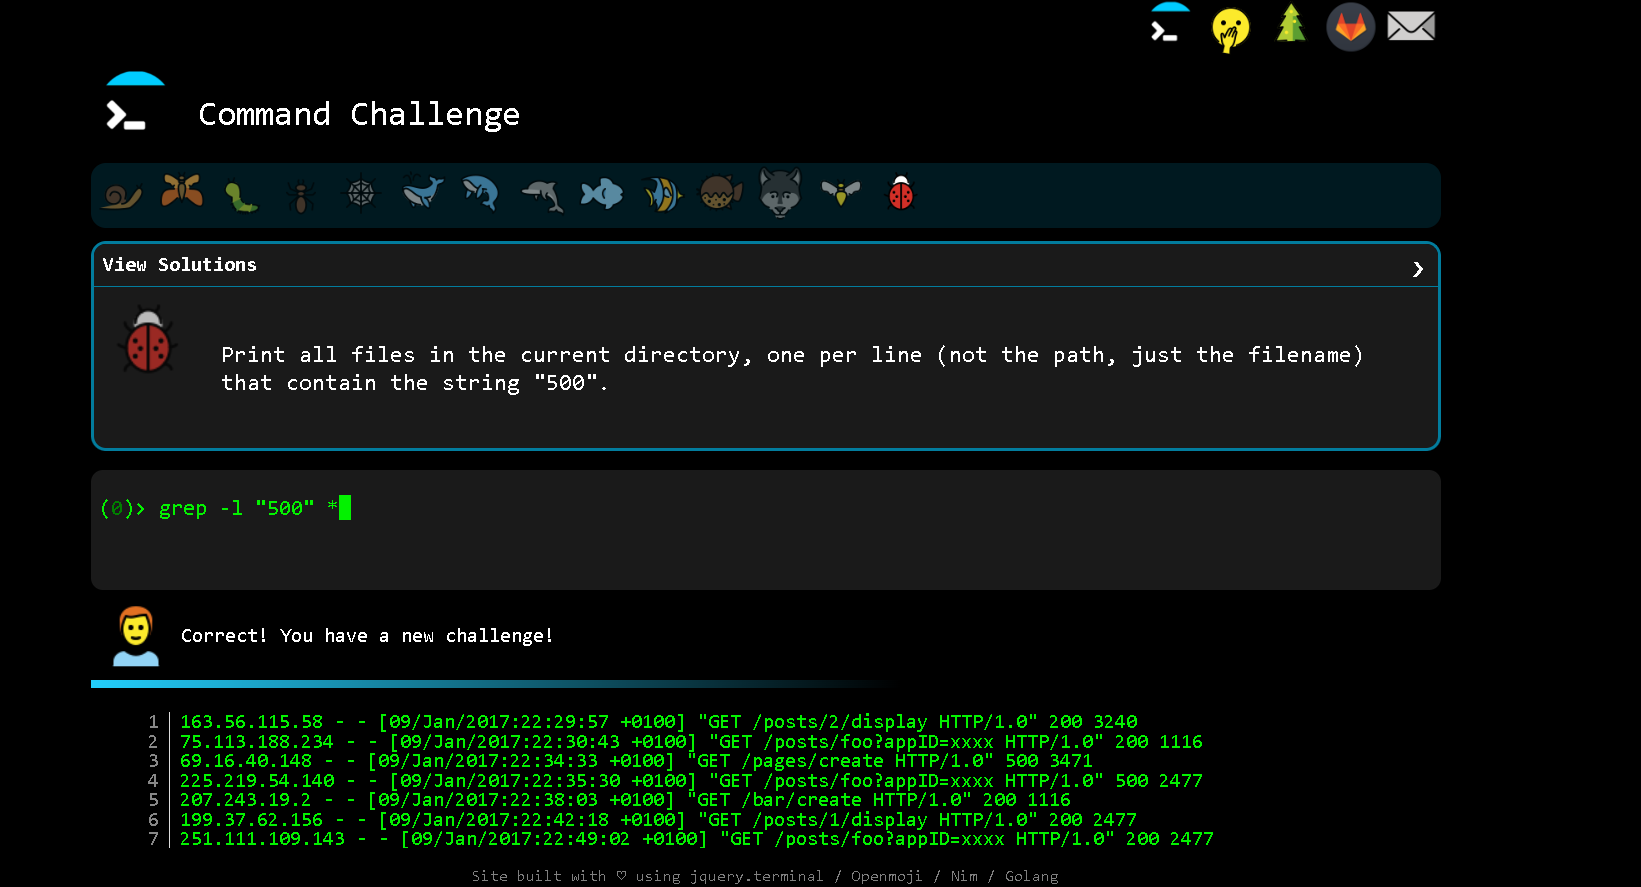 Command Challenge
View Solutions
Print all files in the current directory, one per line (not the path, just the filename)
that contain the string "500".
(0)> grep -l "500" *
Correct! You have a new challenge!
1 163.56.115.58 - - [09/Jan/2017:22:29:57 +0100] "GET /posts/2/display HTTP/1.0" 200 3240
2 75.113.188.234 - - [09/Jan/2017:22:30:43 +0100] "GET /posts/foo?appID=xxxx HTTP/1.0" 200 1116
3 69.16.40.148 - - [09/Jan/2017:22:34:33 +0100] "GET /pages/create HTTP/1.0" 500 3471
4 225.219.54.140 - - [09/Jan/2017:22:35:30 +0100] "GET /posts/foo?appID=xxxx HTTP/1.0" 500 2477
5 207.243.19.2 - - [09/Jan/2017:22:38:03 +0100] "GET /bar/create HTTP/1.0" 200 1116
6 199.37.62.156 - - [09/Jan/2017:22:42:18 +0100] "GET /posts/1/display HTTP/1.0" 200 2477
7 251.111.109.143 - - [09/Jan/2017:22:49:02 +0100] "GET /posts/foo?appID=xxxx HTTP/1.0" 200 2477
Site built with ♡ using jquery.terminal / Openmoji / Nim / Golang